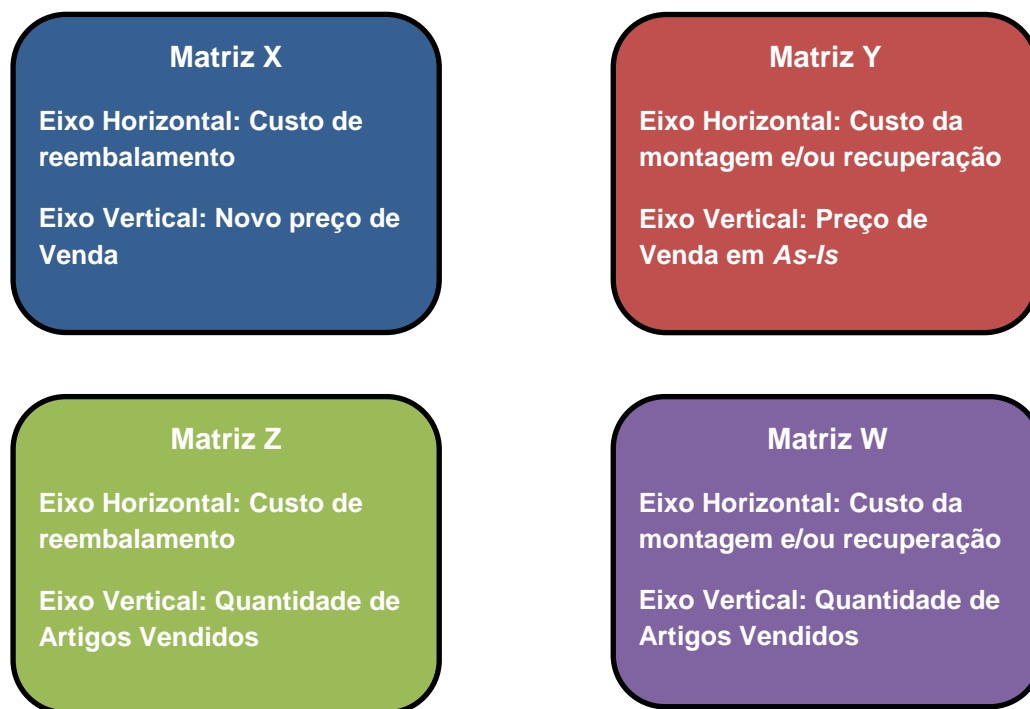 Matriz X
Eixo Horizontal: Custo de
reembalamento
Eixo Vertical: Novo preço de
Venda
Matriz Y
Eixo Horizontal: Custo da
montagem e/ou recuperação
Eixo Vertical: Preço de
Venda em As-Is
Matriz Z
Eixo Horizontal: Custo de
reembalamento
Eixo Vertical: Quantidade de
Artigos Vendidos
Matriz W
Eixo Horizontal: Custo da
montagem e/ou recuperação
Eixo Vertical: Quantidade de
Artigos Vendidos